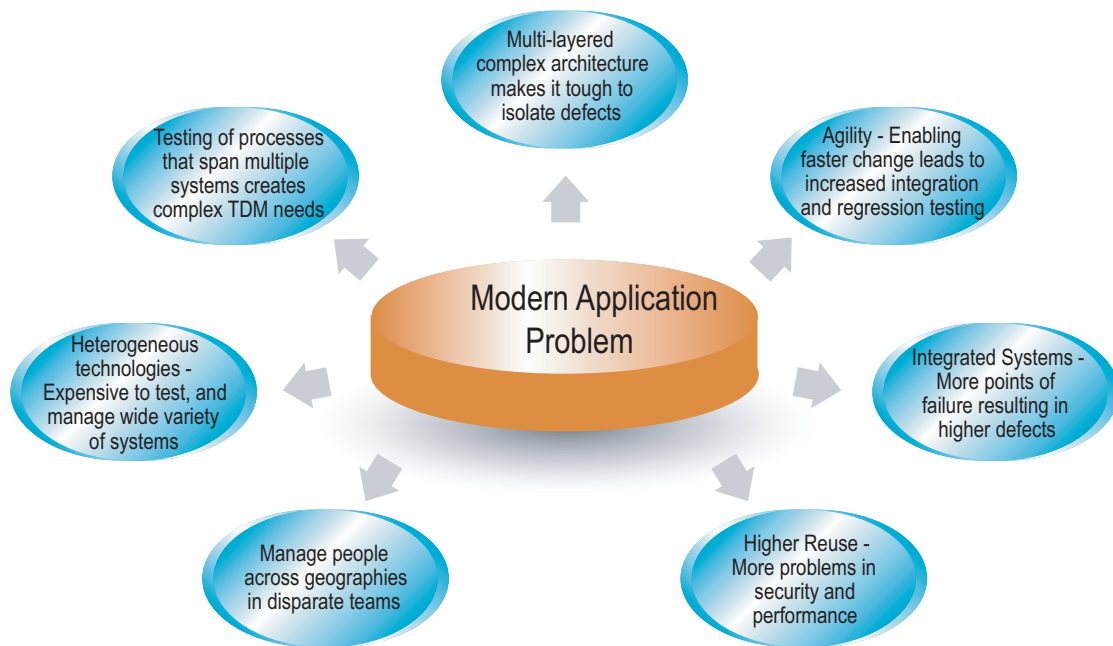 Multi-layered
complex architecture
makes it tough to
isolate defects
Testing of processes
that span multiple
systems creates
complex TDM needs
Agility - Enabling
faster change leads to
increased integration
and regression testing
Modern Application
Problem
Heterogeneous
technologies -
Expensive to test, and
manage wide variety
of systems
Integrated Systems -
More points of
failure resulting in
higher defects
Manage people
across geographies
in disparate teams
Higher Reuse -
More problems in
security and
performance